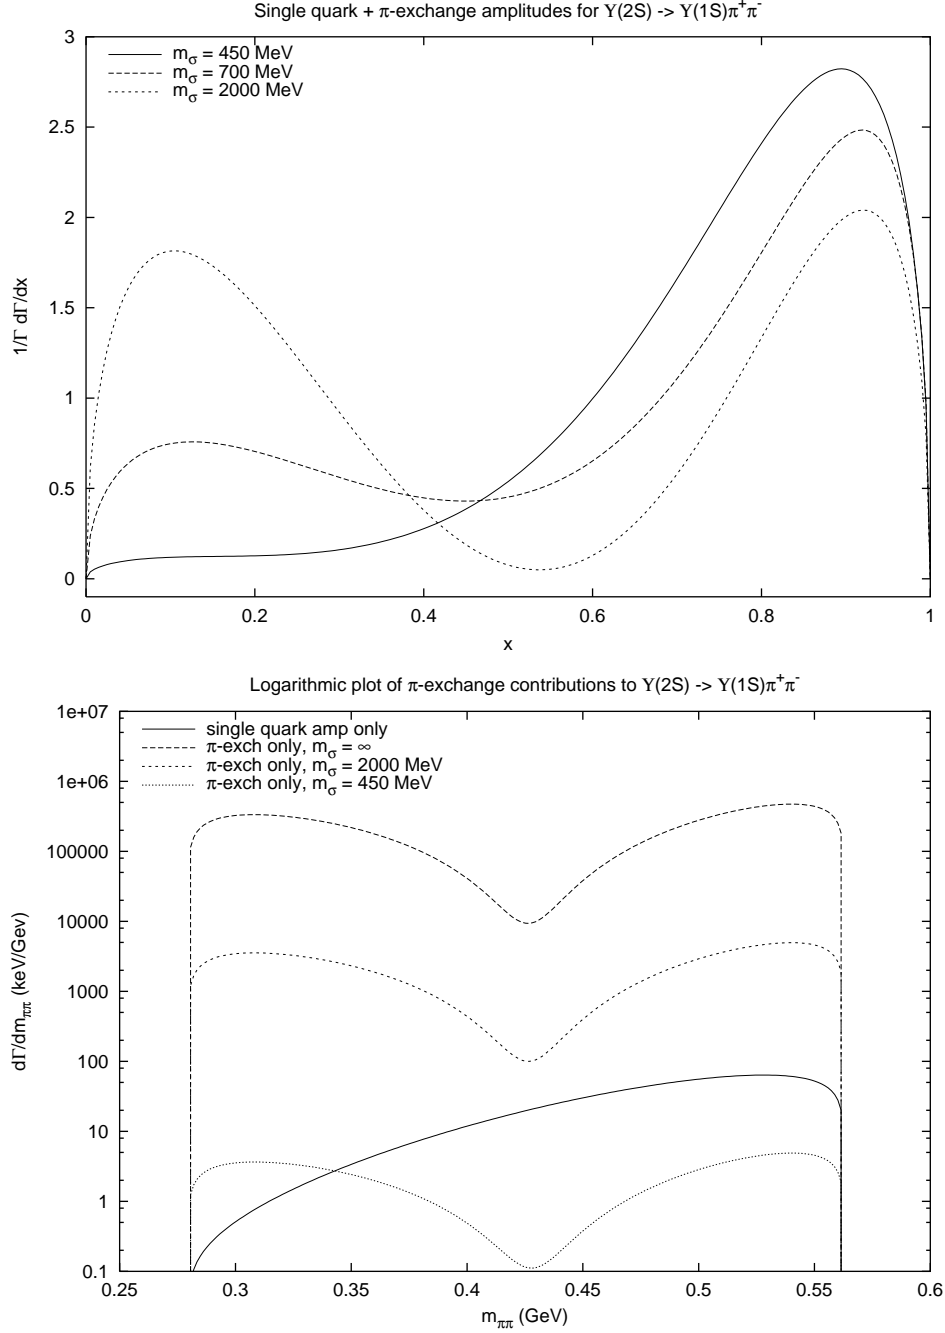 Single quark + π-exchange amplitudes for Υ(2S) -> Υ(1S)π⁺π⁻
3
m_σ = 450 MeV
m_σ = 700 MeV
m_σ = 2000 MeV
2.5
2
1/Γ dΓ/dx
1.5
1
0.5
0
0 0.2 0.4 0.6 0.8 1
x
Logarithmic plot of π-exchange contributions to Υ(2S) -> Υ(1S)π⁺π⁻
1e+07
single quark amp only
π-exch only, m_σ = ∞
π-exch only, m_σ = 2000 MeV
π-exch only, m_σ = 450 MeV
1e+06
100000
10000
dΓ/dm_ππ (keV/Gev)
1000
100
10
1
0.1
0.25 0.3 0.35 0.4 0.45 0.5 0.55 0.6
m_ππ (GeV)